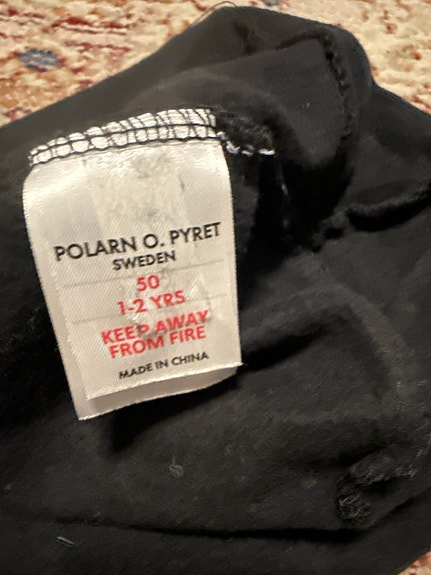 POLARN O. PYRET
SWEDEN
50
1-2 YRS
KEEP AWAY
FROM FIRE
MADE IN CHINA